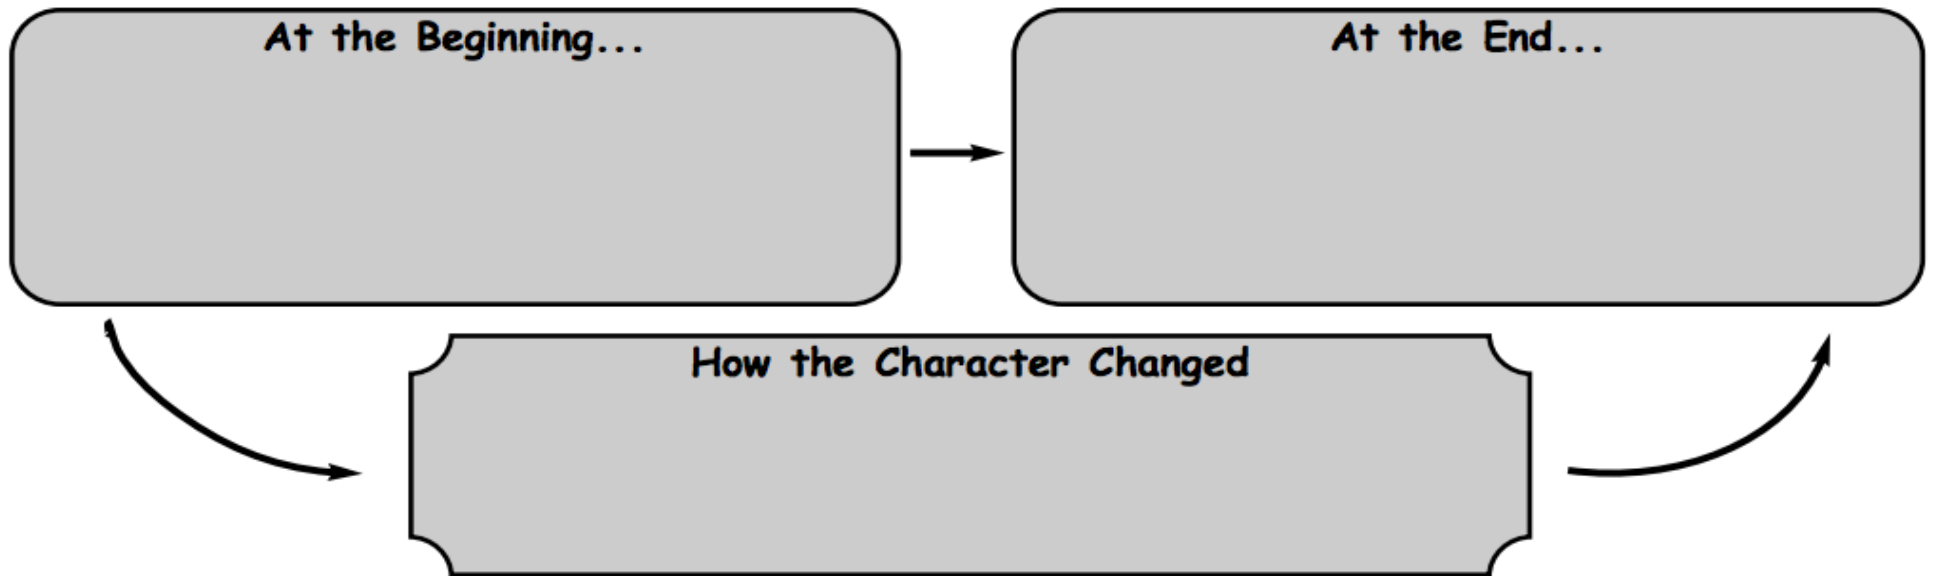 At the Beginning...
At the End...
How the Character Changed